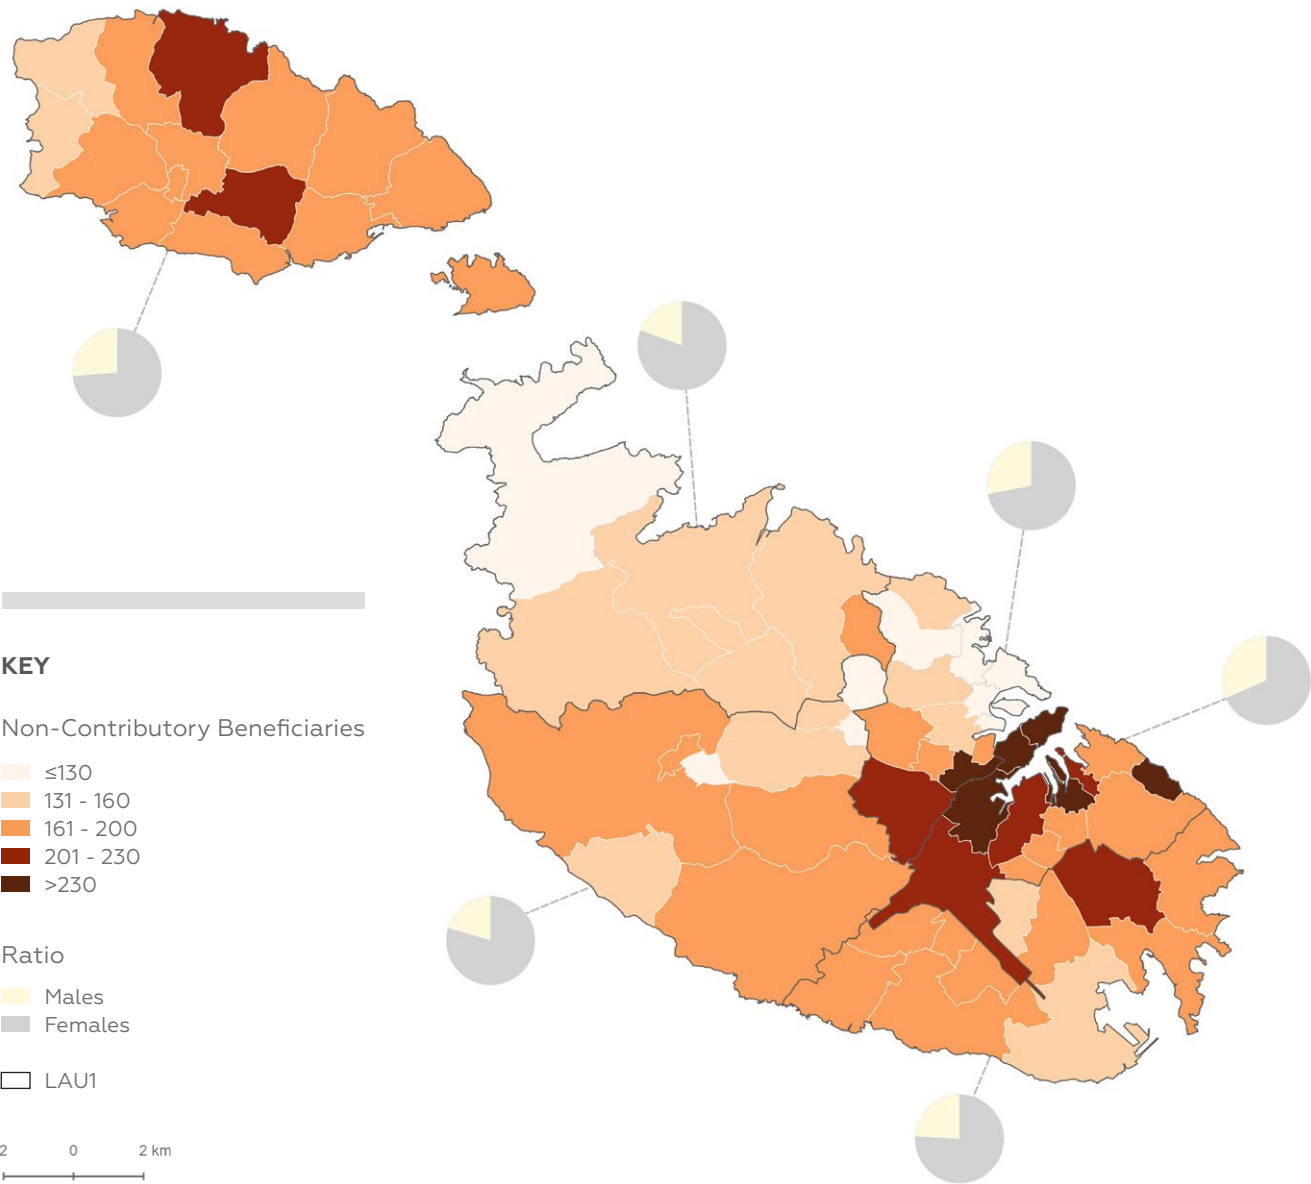 KEY
Non-Contributory Beneficiaries
≤130
131 - 160
161 - 200
201 - 230
>230
Ratio
Males
Females
LAU1
2 0 2 km